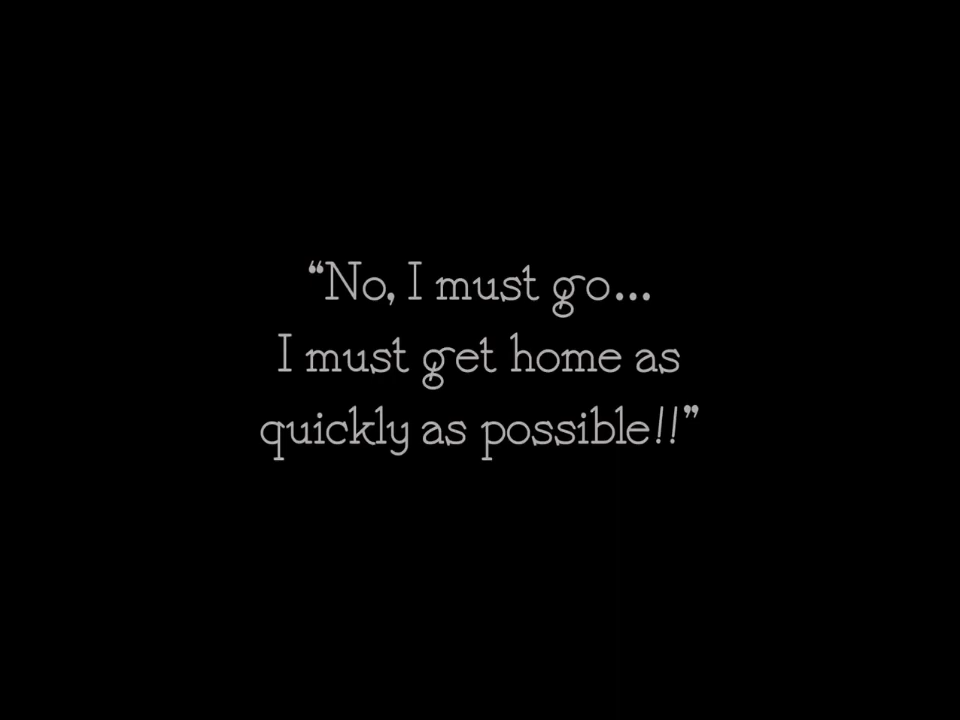 “No, I must go...
I must get home as
quickly as possible!!”